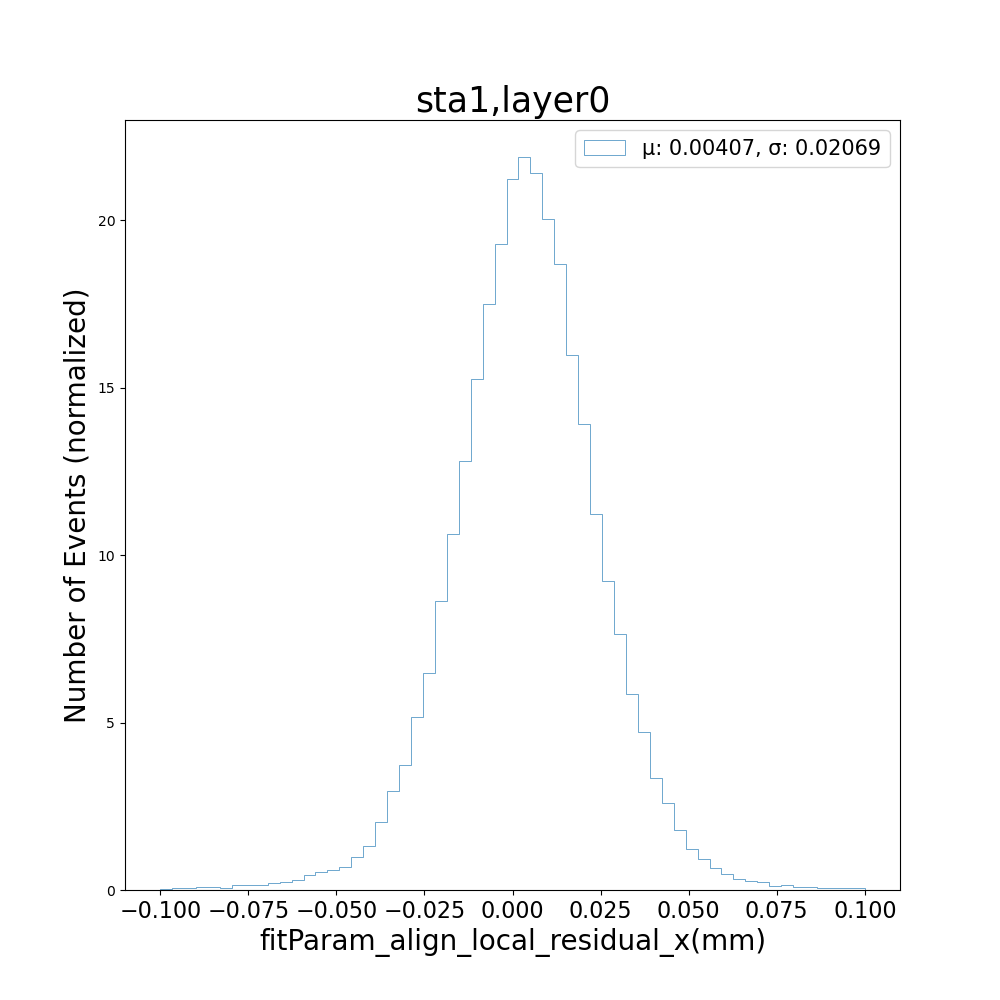 sta1,layer0
μ: 0.00407, σ: 0.02069
Number of Events (normalized)
20
15
10
5
0
−0.100 −0.075 −0.050 −0.025 0.000 0.025 0.050 0.075 0.100
fitParam_align_local_residual_x(mm)